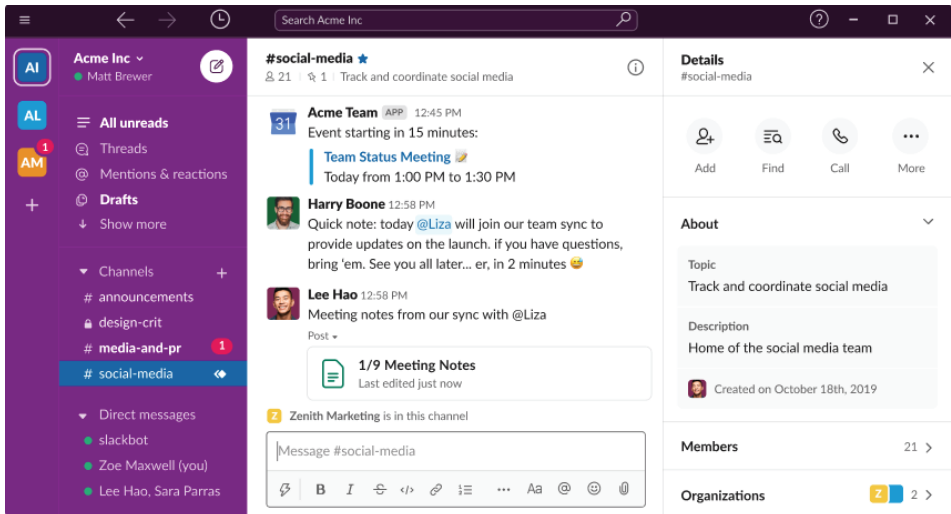 Search Acme Inc
AI
AL
AM
1
Acme Inc
Matt Brewer
All unreads
Threads
Mentions & reactions
Drafts
Show more
Channels
# announcements
design-crit
# media-and-pr 1
# social-media
Direct messages
slackbot
Zoe Maxwell (you)
Lee Hao, Sara Parras
#social-media
21 | 1 | Track and coordinate social media
31
Acme Team APP 12:45 PM
Event starting in 15 minutes:
Team Status Meeting
Today from 1:00 PM to 1:30 PM
Harry Boone 12:58 PM
Quick note: today @Liza will join our team sync to
provide updates on the launch. if you have questions,
bring ‘em. See you all later... er, in 2 minutes 😅
Lee Hao 12:58 PM
Meeting notes from our sync with @Liza
Post
1/9 Meeting Notes
Last edited just now
Z Zenith Marketing is in this channel
Message #social-media
B I Aa @
Details
#social-media
Add Find Call More
About
Topic
Track and coordinate social media
Description
Home of the social media team
Created on October 18th, 2019
Members 21
Organizations Z 2